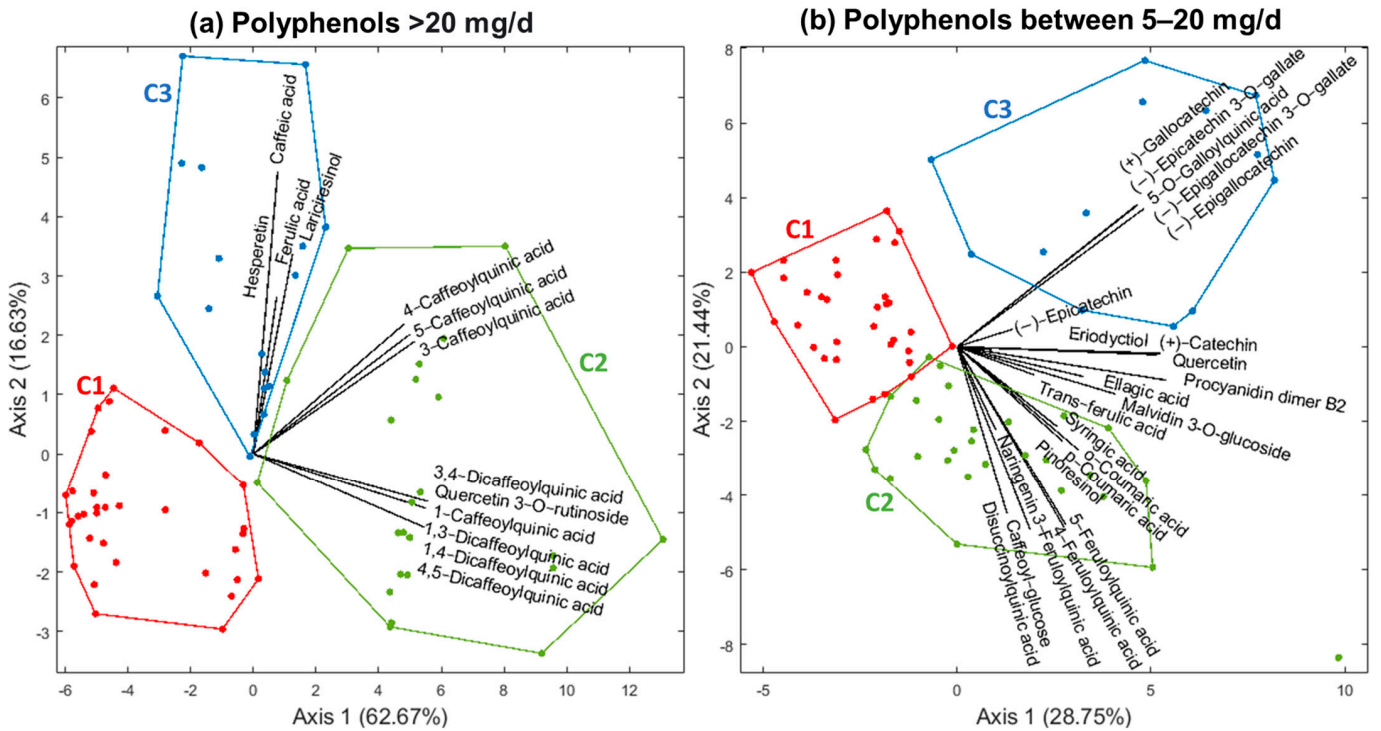 (a) Polyphenols >20 mg/d
C3
Caffeic acid
Hesperetin
Ferulic acid
Lariciresinol
4-Caffeoylquinic acid
5-Caffeoylquinic acid
3-Caffeoylquinic acid
C2
C1
3,4-Dicaffeoylquinic acid
Quercetin 3-O-rutinoside
1-Caffeoylquinic acid
1,3-Dicaffeoylquinic acid
1,4-Dicaffeoylquinic acid
4,5-Dicaffeoylquinic acid
Axis 2 (16.63%)
6
5
4
3
2
1
0
-1
-2
-3
-6 -4 -2 0 2 4 6 8 10 12
Axis 1 (62.67%)
(b) Polyphenols between 5–20 mg/d
C3
(+)-Gallocatechin
(-)-Epicatechin 3-O-gallate
5-O-Galloylquinic acid
(-)-Epigallocatechin 3-O-gallate
(-)-Epigallocatechin
C1
(-)-Epicatechin
Eriodyctiol
(+)-Catechin
Quercetin
Procyanidin dimer B2
Ellagic acid
Malvidin 3-O-glucoside
Trans-ferulic acid
Syringic acid
o-Coumaric acid
p-Coumaric acid
Pinoresinol
C2
Naringenin
5-Feruloylquinic acid
4-Feruloylquinic acid
3-Feruloylquinic acid
Caffeoyl-glucose
Disuccinoylquinic acid
Axis 2 (21.44%)
8
6
4
2
0
-2
-4
-6
-8
-5 0 5 10
Axis 1 (28.75%)